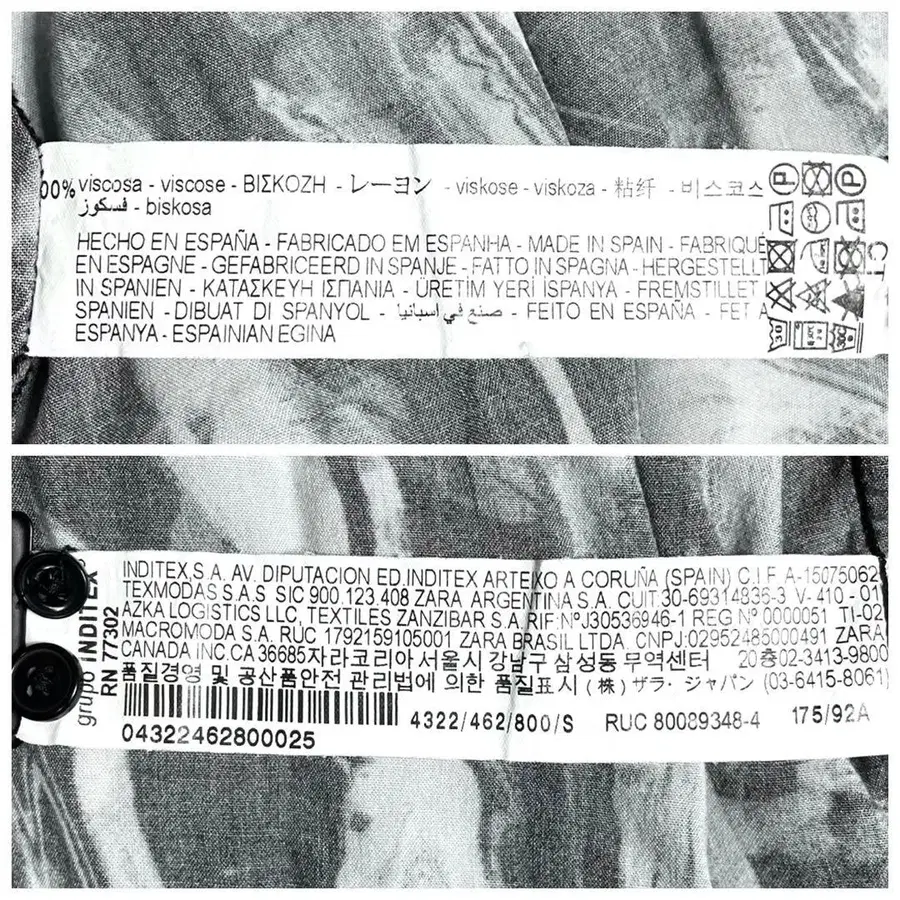 00% viscosa - viscose - ΒΙΣΚΟΖΗ - レーヨン - viskose - viskoza - 粘纤 - 비스코스
فسكوز - biskosa
HECHO EN ESPAÑA - FABRICADO EM ESPANHA - MADE IN SPAIN - FABRIQUÉ
EN ESPAGNE - GEFABRICEERD IN SPANJE - FATTO IN SPAGNA - HERGESTELLT
IN SPANIEN - ΚΑΤΑΣΚΕΥΗ ΙΣΠΑΝΙΑ - ÜRETİM YERİ İSPANYA - FREMSTILLET I
SPANIEN - DIBUAT DI SPANYOL - صنع في اسبانيا - FEITO EN ESPAÑA - FET A
ESPANYA - ESPAINIAN EGINA
grupo INDITEX
RN 77302
INDITEX,S.A. AV. DIPUTACION ED.INDITEX ARTEIXO A CORUÑA (SPAIN) C.I.F. A-15075062
TEXMODAS S.A.S SIC 900.123.408 ZARA ARGENTINA S.A. CUIT:30-69314836-3 V- 410 - 01
AZKA LOGISTICS LLC, TEXTILES ZANZIBAR S.A.RIF:NºJ30536946-1 REG Nº 0000051 TI-02
MACROMODA S.A. RUC 1792159105001 ZARA BRASIL LTDA. CNPJ:02952485000491 ZARA
CANADA INC.CA 36685자라코리아 서울시 강남구 삼성동 무역센터 20층02-3413-9800
품질경영 및 공산품안전 관리법에 의한 품질표시 (株) ザラ・ジャパン (03-6415-8061)
4322/462/800/S RUC 80089348-4 175/92A
04322462800025